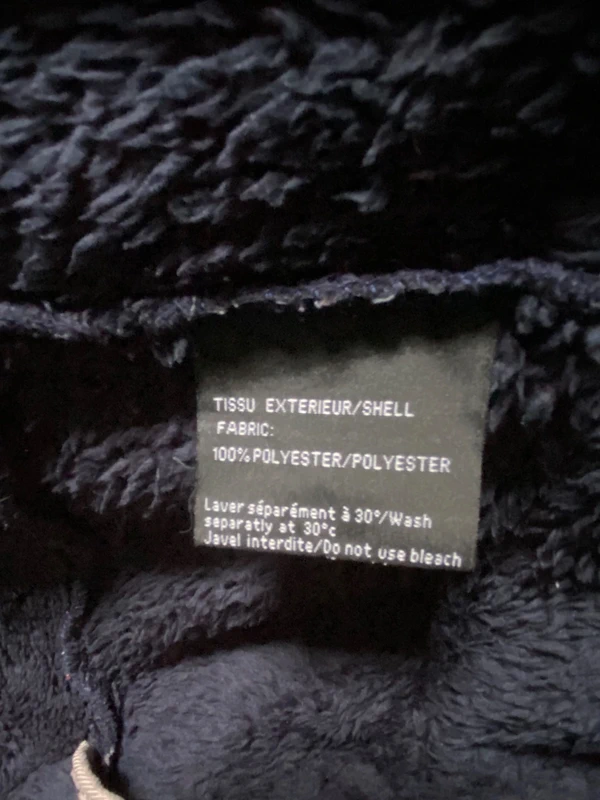 TISSU EXTERIEUR/SHELL
FABRIC:
100%POLYESTER/POLYESTER
Laver séparément à 30°/Wash
separatly at 30°c
Javel interdite/Do not use bleach